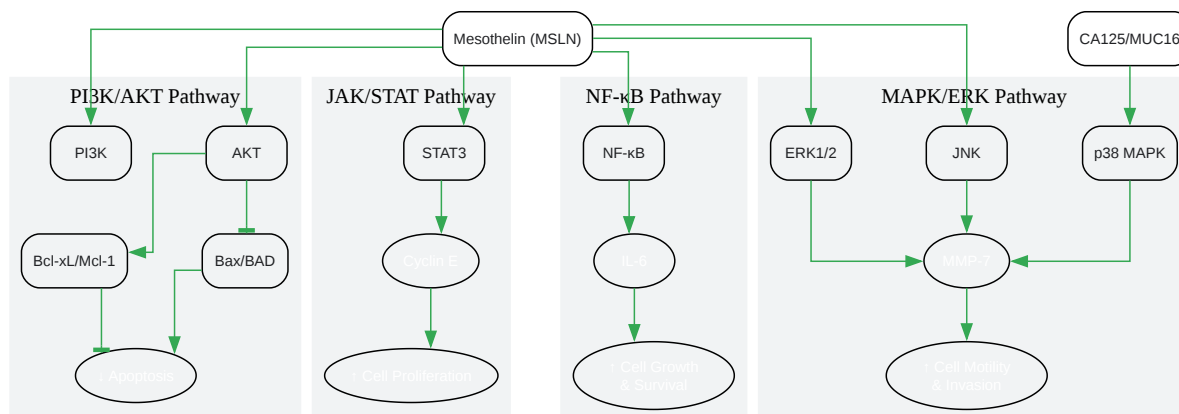 Mesothelin (MSLN)
CA125/MUC16
PI3K/AKT Pathway
JAK/STAT Pathway
NF-κB Pathway
MAPK/ERK Pathway
PI3K
AKT
STAT3
NF-κB
ERK1/2
JNK
p38 MAPK
Bcl-xL/Mcl-1
Bax/BAD
Cyclin E
IL-6
MMP-7
↓ Apoptosis
↑ Cell Proliferation
↑ Cell Growth
& Survival
↑ Cell Motility
& Invasion